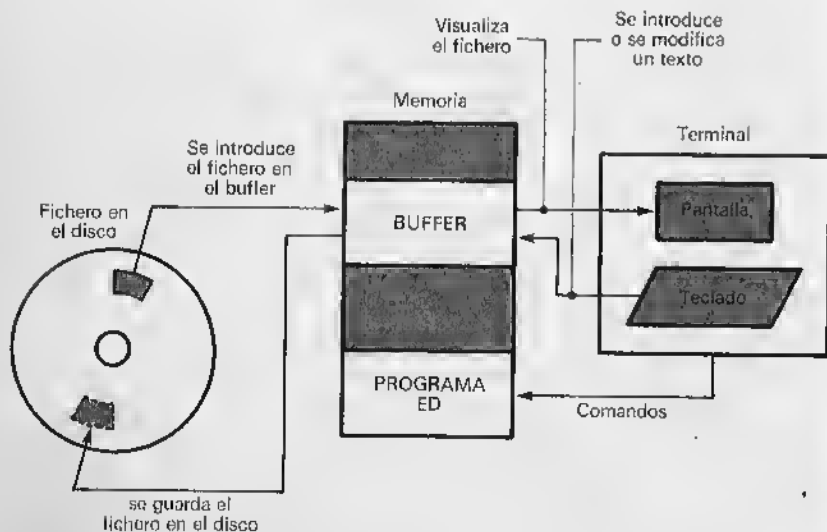 Visualiza
el fichero
Se introduce
o se modifica
un texto
Memoria
Terminal
Se introduce
el fichero en
el buffer
Fichero en
el disco
BUFFER
Pantalla
Teclado
PROGRAMA
ED
Comandos
se guarda el
fichero en el disco